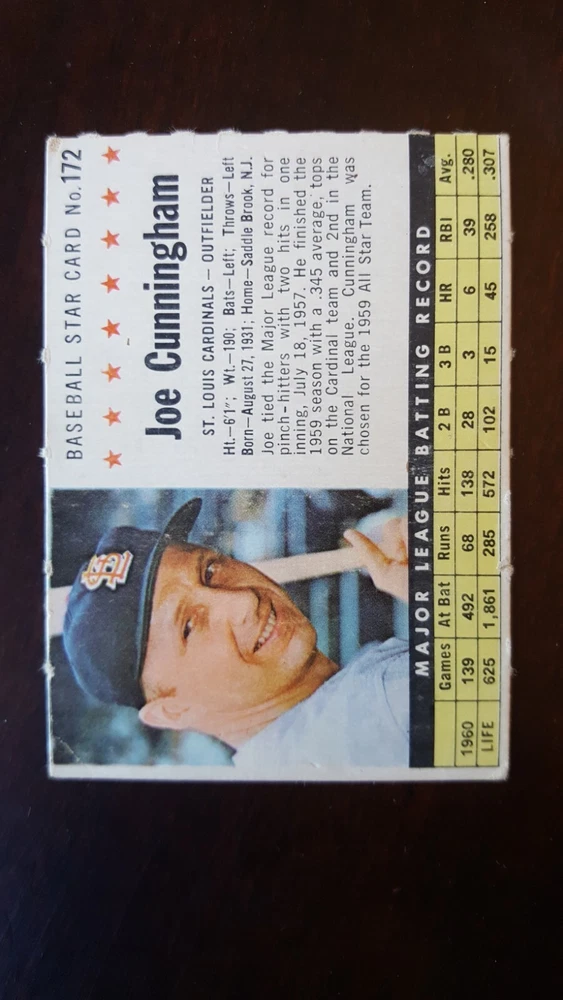 BASEBALL STAR CARD No. 172
Joe Cunningham
ST. LOUIS CARDINALS — OUTFIELDER
Ht.—6'1"; Wt.—190; Bats—Left; Throws—Left
Born—August 27, 1931; Home—Saddle Brook, N.J.
Joe tied the Major League record for
pinch-hitters with two hits in one
inning, July 18, 1957. He finished the
1959 season with a .345 average, tops
on the Cardinal team and 2nd in the
National League. Cunningham was
chosen for the 1959 All Star Team.
StL
MAJOR LEAGUE BATTING RECORD
Games At Bat Runs Hits 2 B 3 B HR RBI Avg.
1960 139 492 68 138 28 3 6 39 .280
LIFE 625 1,861 285 572 102 15 45 258 .307